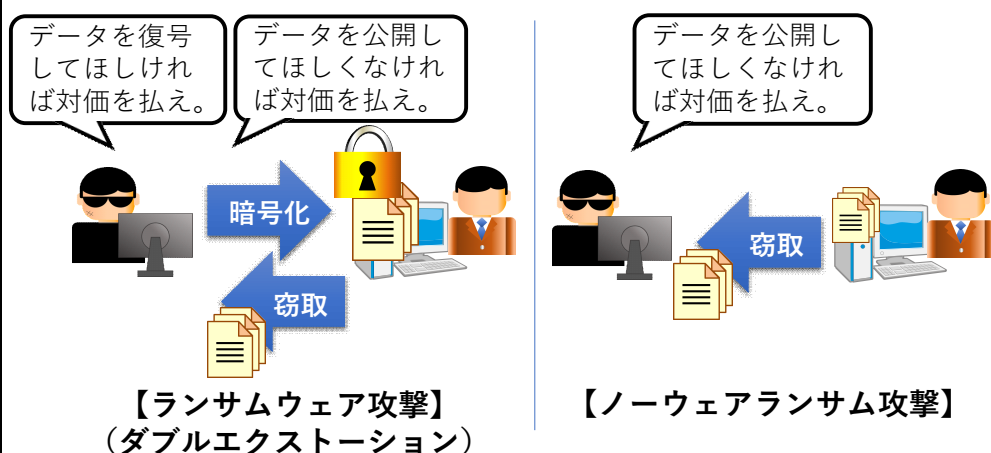 データを復号
してほしけれ
ば対価を払え。
データを公開し
てほしくなけれ
ば対価を払え。
暗号化
窃取
【ランサムウェア攻撃】
（ダブルエクストーション）
データを公開し
てほしくなけれ
ば対価を払え。
窃取
【ノーウェアランサム攻撃】